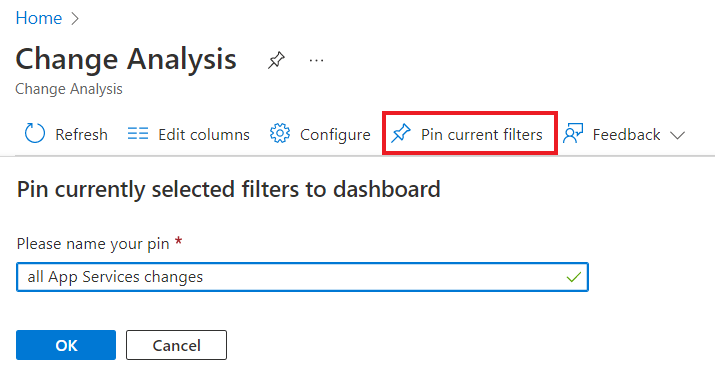 Home
Change Analysis
Change Analysis
Refresh Edit columns Configure Pin current filters Feedback
Pin currently selected filters to dashboard
Please name your pin *
all App Services changes
OK Cancel